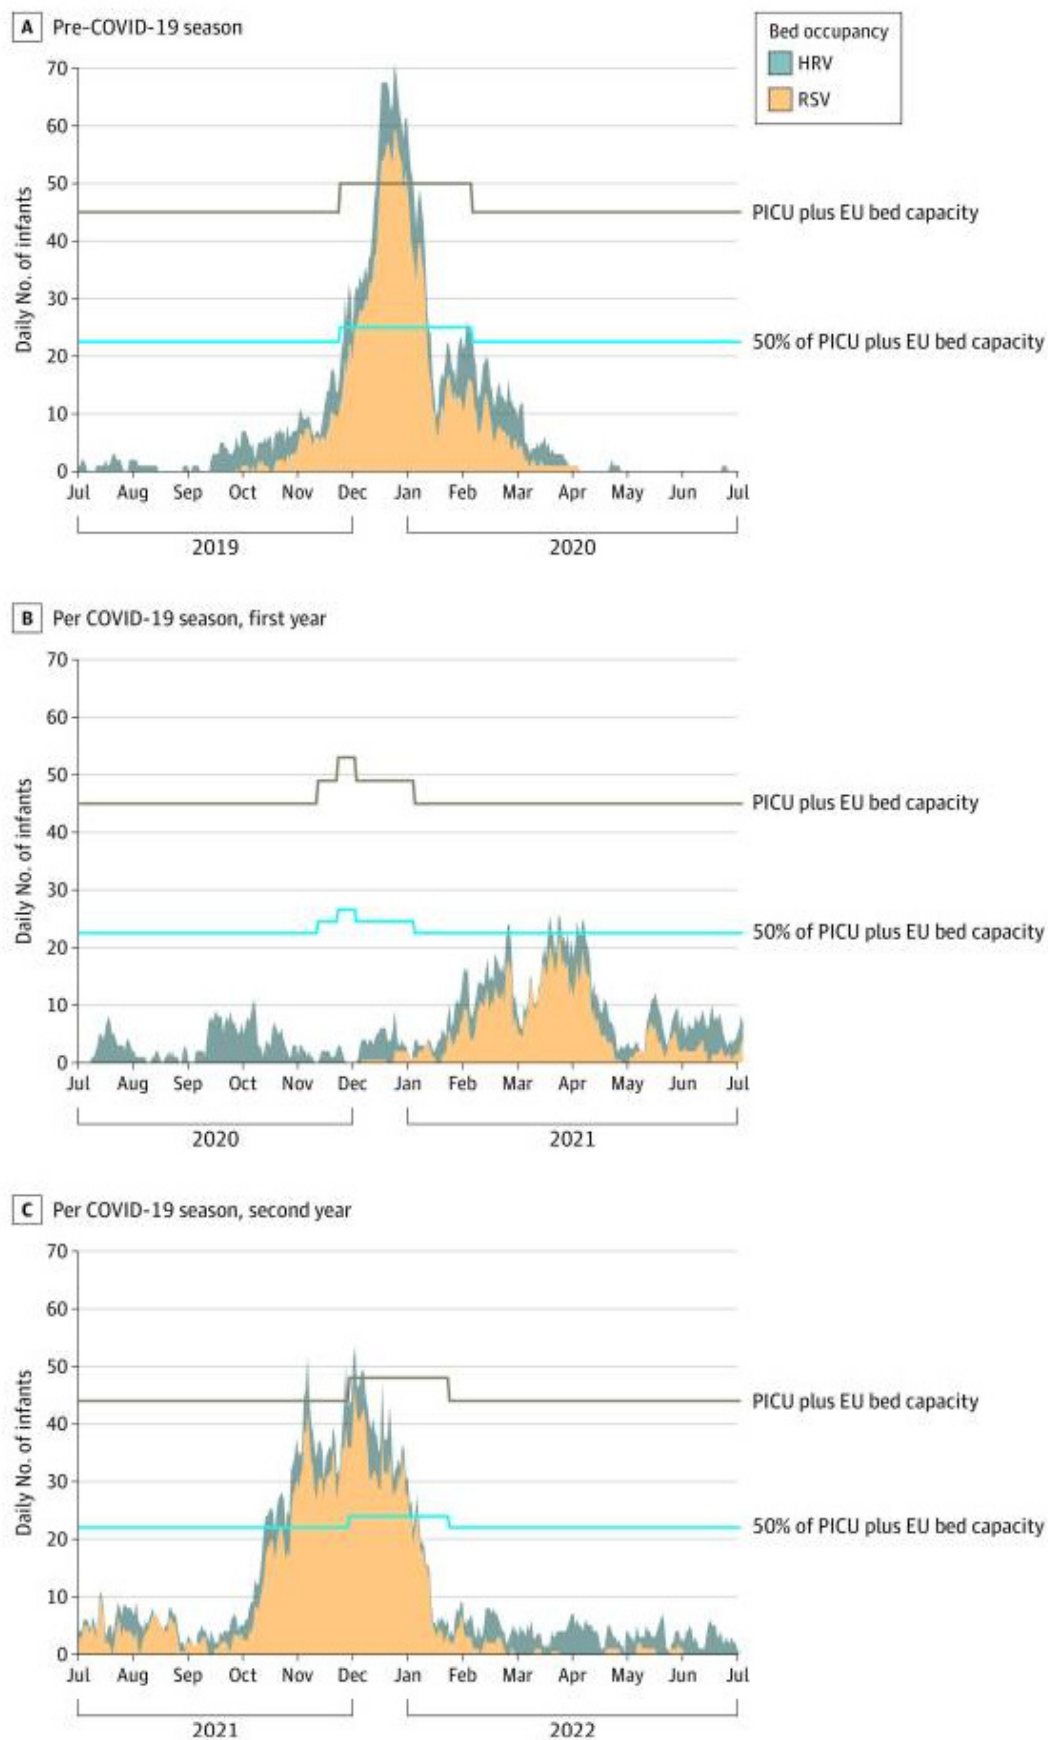 A Pre-COVID-19 season
Bed occupancy
HRV
RSV
Daily No. of infants
70
60
50
40
30
20
10
0
PICU plus EU bed capacity
50% of PICU plus EU bed capacity
Jul Aug Sep Oct Nov Dec Jan Feb Mar Apr May Jun Jul
2019 2020
B Per COVID-19 season, first year
Daily No. of infants
70
60
50
40
30
20
10
0
PICU plus EU bed capacity
50% of PICU plus EU bed capacity
Jul Aug Sep Oct Nov Dec Jan Feb Mar Apr May Jun Jul
2020 2021
C Per COVID-19 season, second year
Daily No. of infants
70
60
50
40
30
20
10
0
PICU plus EU bed capacity
50% of PICU plus EU bed capacity
Jul Aug Sep Oct Nov Dec Jan Feb Mar Apr May Jun Jul
2021 2022